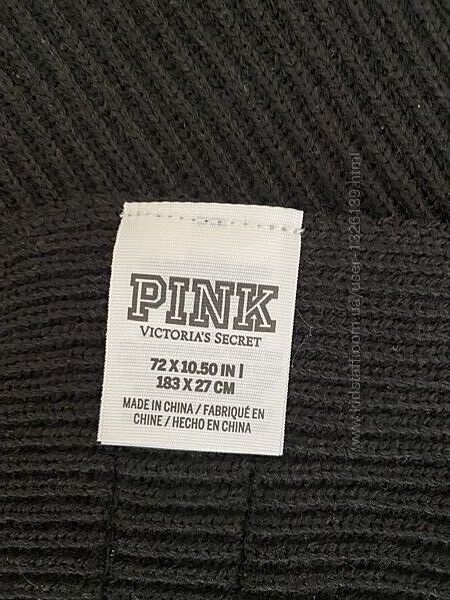 PINK
VICTORIA'S SECRET
72 X 10.50 IN |
183 X 27 CM
MADE IN CHINA / FABRIQUÉ EN
CHINE / HECHO EN CHINA